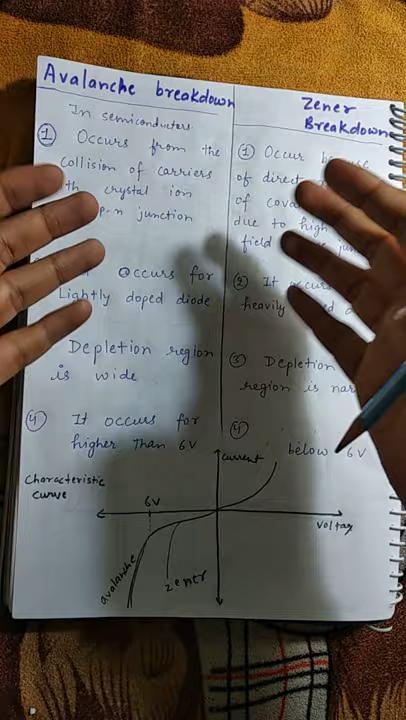 Avalanche breakdown
In semiconductors
① Occurs from the
collision of carriers
crystal ion
p-n junction
occurs for
Lightly doped diode
Depletion region
is wide
④ It occurs for
higher Than 6V
Zener
Breakdown
① Occur
of direct
of cova
due to high
field
② It occurs
heavily
③ Depletion
region is nar
④
below 6V
Characteristic
curve
current
6V
Voltag
avalanche
zener